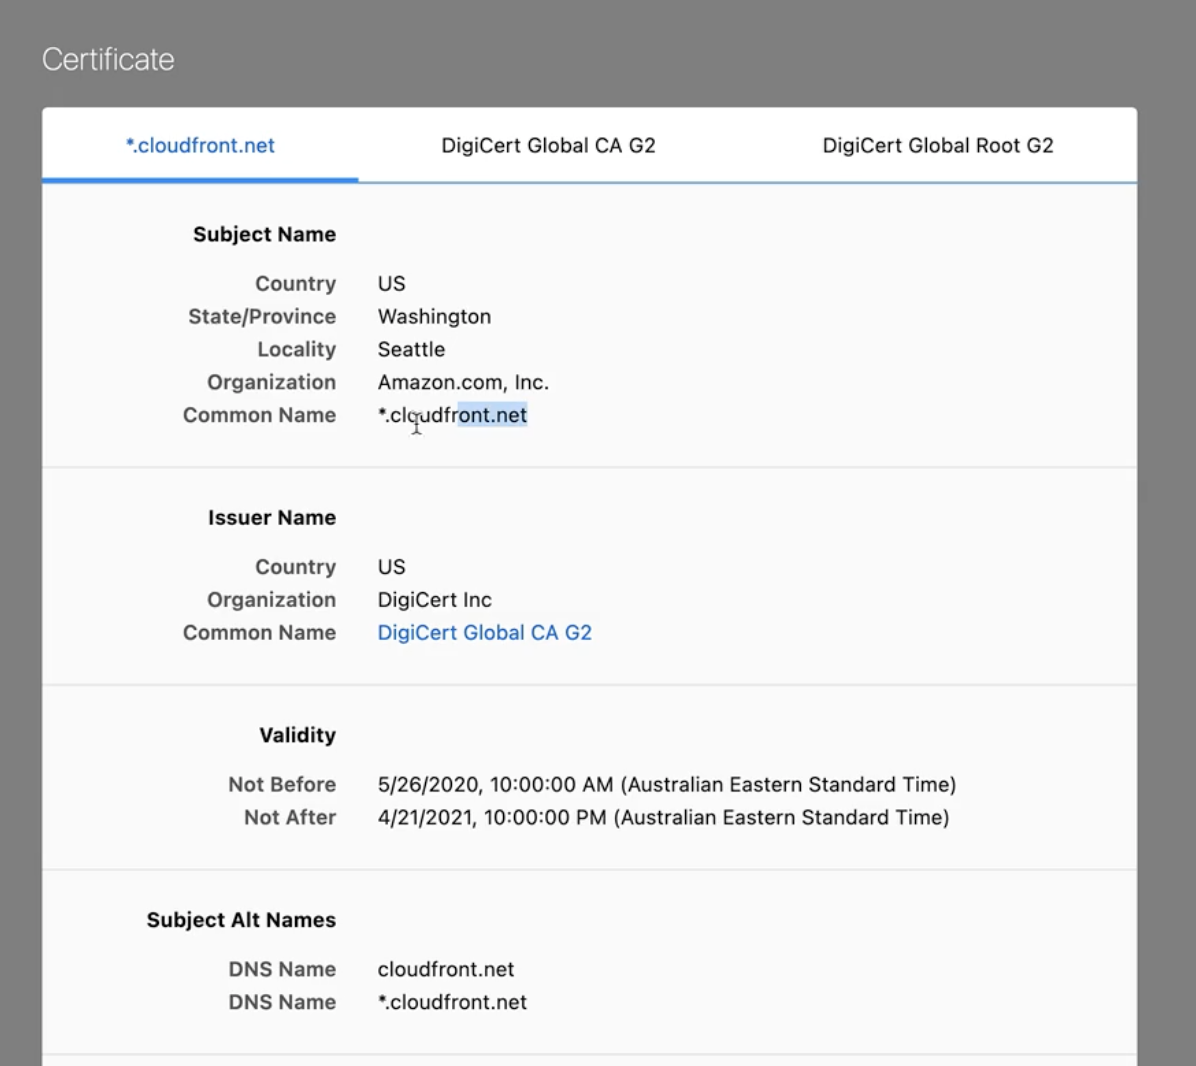 Certificate
*.cloudfront.net DigiCert Global CA G2 DigiCert Global Root G2
Subject Name
Country US
State/Province Washington
Locality Seattle
Organization Amazon.com, Inc.
Common Name *.cloudfront.net
Issuer Name
Country US
Organization DigiCert Inc
Common Name DigiCert Global CA G2
Validity
Not Before 5/26/2020, 10:00:00 AM (Australian Eastern Standard Time)
Not After 4/21/2021, 10:00:00 PM (Australian Eastern Standard Time)
Subject Alt Names
DNS Name cloudfront.net
DNS Name *.cloudfront.net